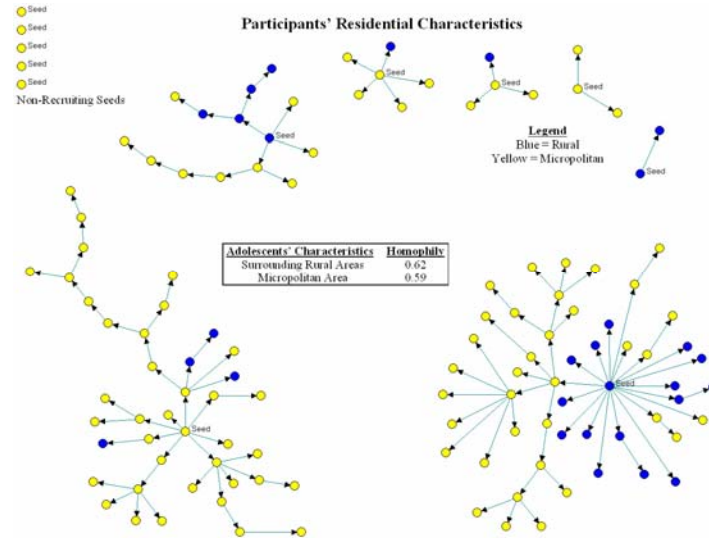 Seed
Participants' Residential Characteristics
Seed
Seed
Seed
Seed
Non-Recruiting Seeds
Seed
Seed
Seed
Legend
Blue = Rural
Yellow = Micropolitan
Seed
Seed
Adolescents' Characteristics Homophily
Surrounding Rural Areas 0.62
Micropolitan Area 0.59
Seed
Seed